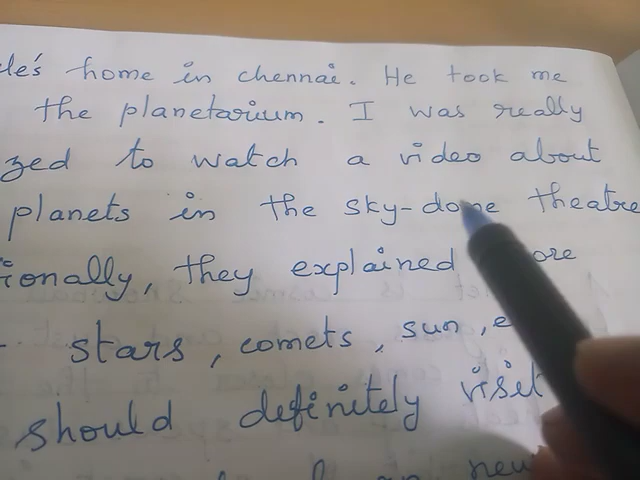 home in chennai. He took me
the planetarium. I was really
to watch a video about
planets in the sky-dome theatre
they explained
stars, comets, sun,
should definitely visit